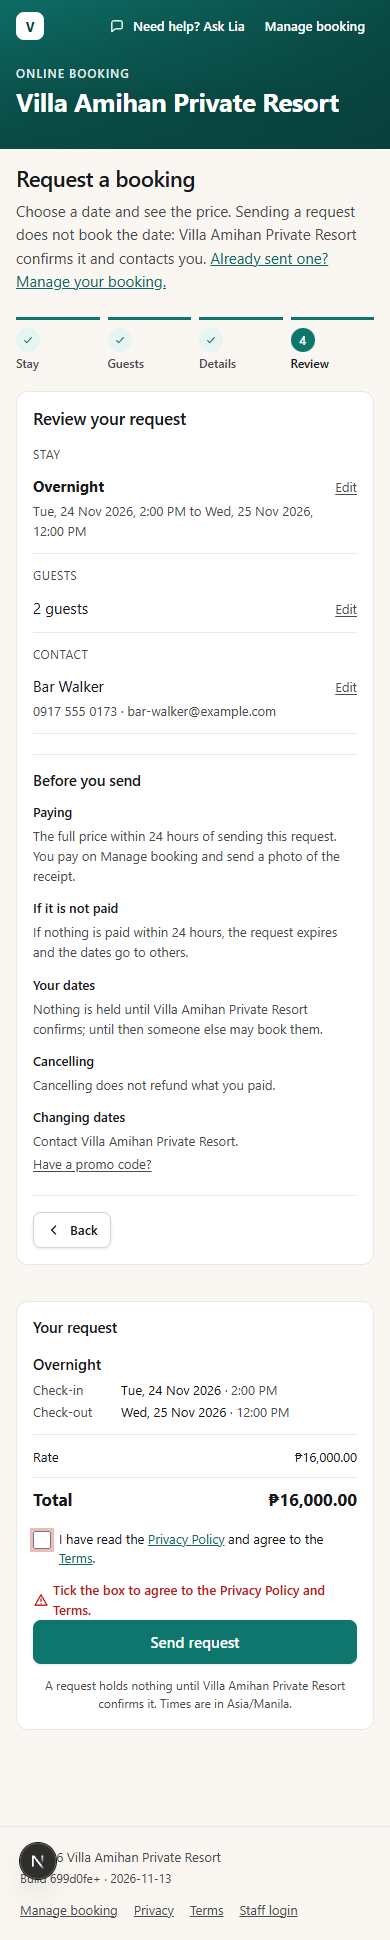 V
Need help? Ask Lia
Manage booking
ONLINE BOOKING
Villa Amihan Private Resort
Request a booking
Choose a date and see the price. Sending a request
does not book the date: Villa Amihan Private Resort
confirms it and contacts you. Already sent one?
Manage your booking.
Stay
Guests
Details
4
Review
Review your request
STAY
Overnight
Edit
Tue, 24 Nov 2026, 2:00 PM to Wed, 25 Nov 2026,
12:00 PM
GUESTS
2 guests
Edit
CONTACT
Bar Walker
Edit
0917 555 0173 · bar-walker@example.com
Before you send
Paying
The full price within 24 hours of sending this request.
You pay on Manage booking and send a photo of the
receipt.
If it is not paid
If nothing is paid within 24 hours, the request expires
and the dates go to others.
Your dates
Nothing is held until Villa Amihan Private Resort
confirms; until then someone else may book them.
Cancelling
Cancelling does not refund what you paid.
Changing dates
Contact Villa Amihan Private Resort.
Have a promo code?
Back
Your request
Overnight
Check-in Tue, 24 Nov 2026 · 2:00 PM
Check-out Wed, 25 Nov 2026 · 12:00 PM
Rate ₱16,000.00
Total ₱16,000.00
I have read the Privacy Policy and agree to the
Terms.
Tick the box to agree to the Privacy Policy and
Terms.
Send request
A request holds nothing until Villa Amihan Private Resort
confirms it. Times are in Asia/Manila.
N
6 Villa Amihan Private Resort
699d0fe+ · 2026-11-13
Manage booking
Privacy
Terms
Staff login